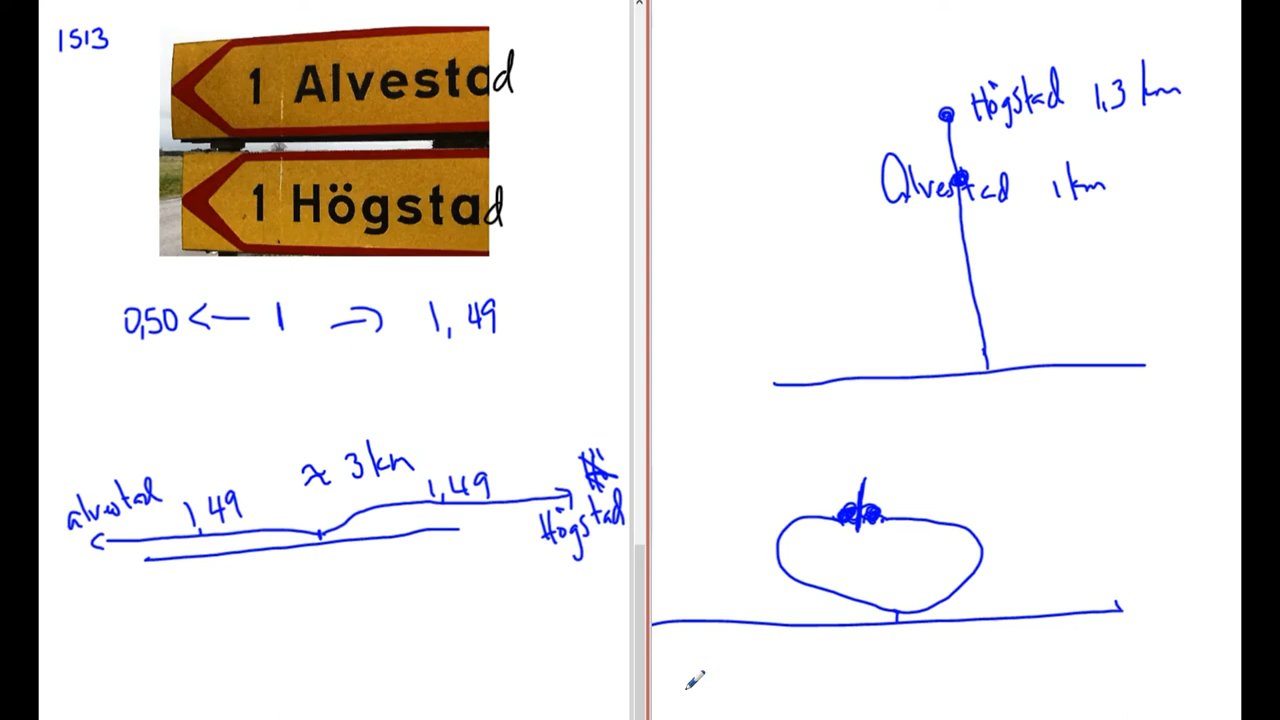 1513
1 Alvestad
1 Högstad
0,50 ← 1 ⇒ 1,49
≈ 3 km
alvestad 1,49 1,49
Högstad
Högstad 1,3 km
Alvestad 1 km